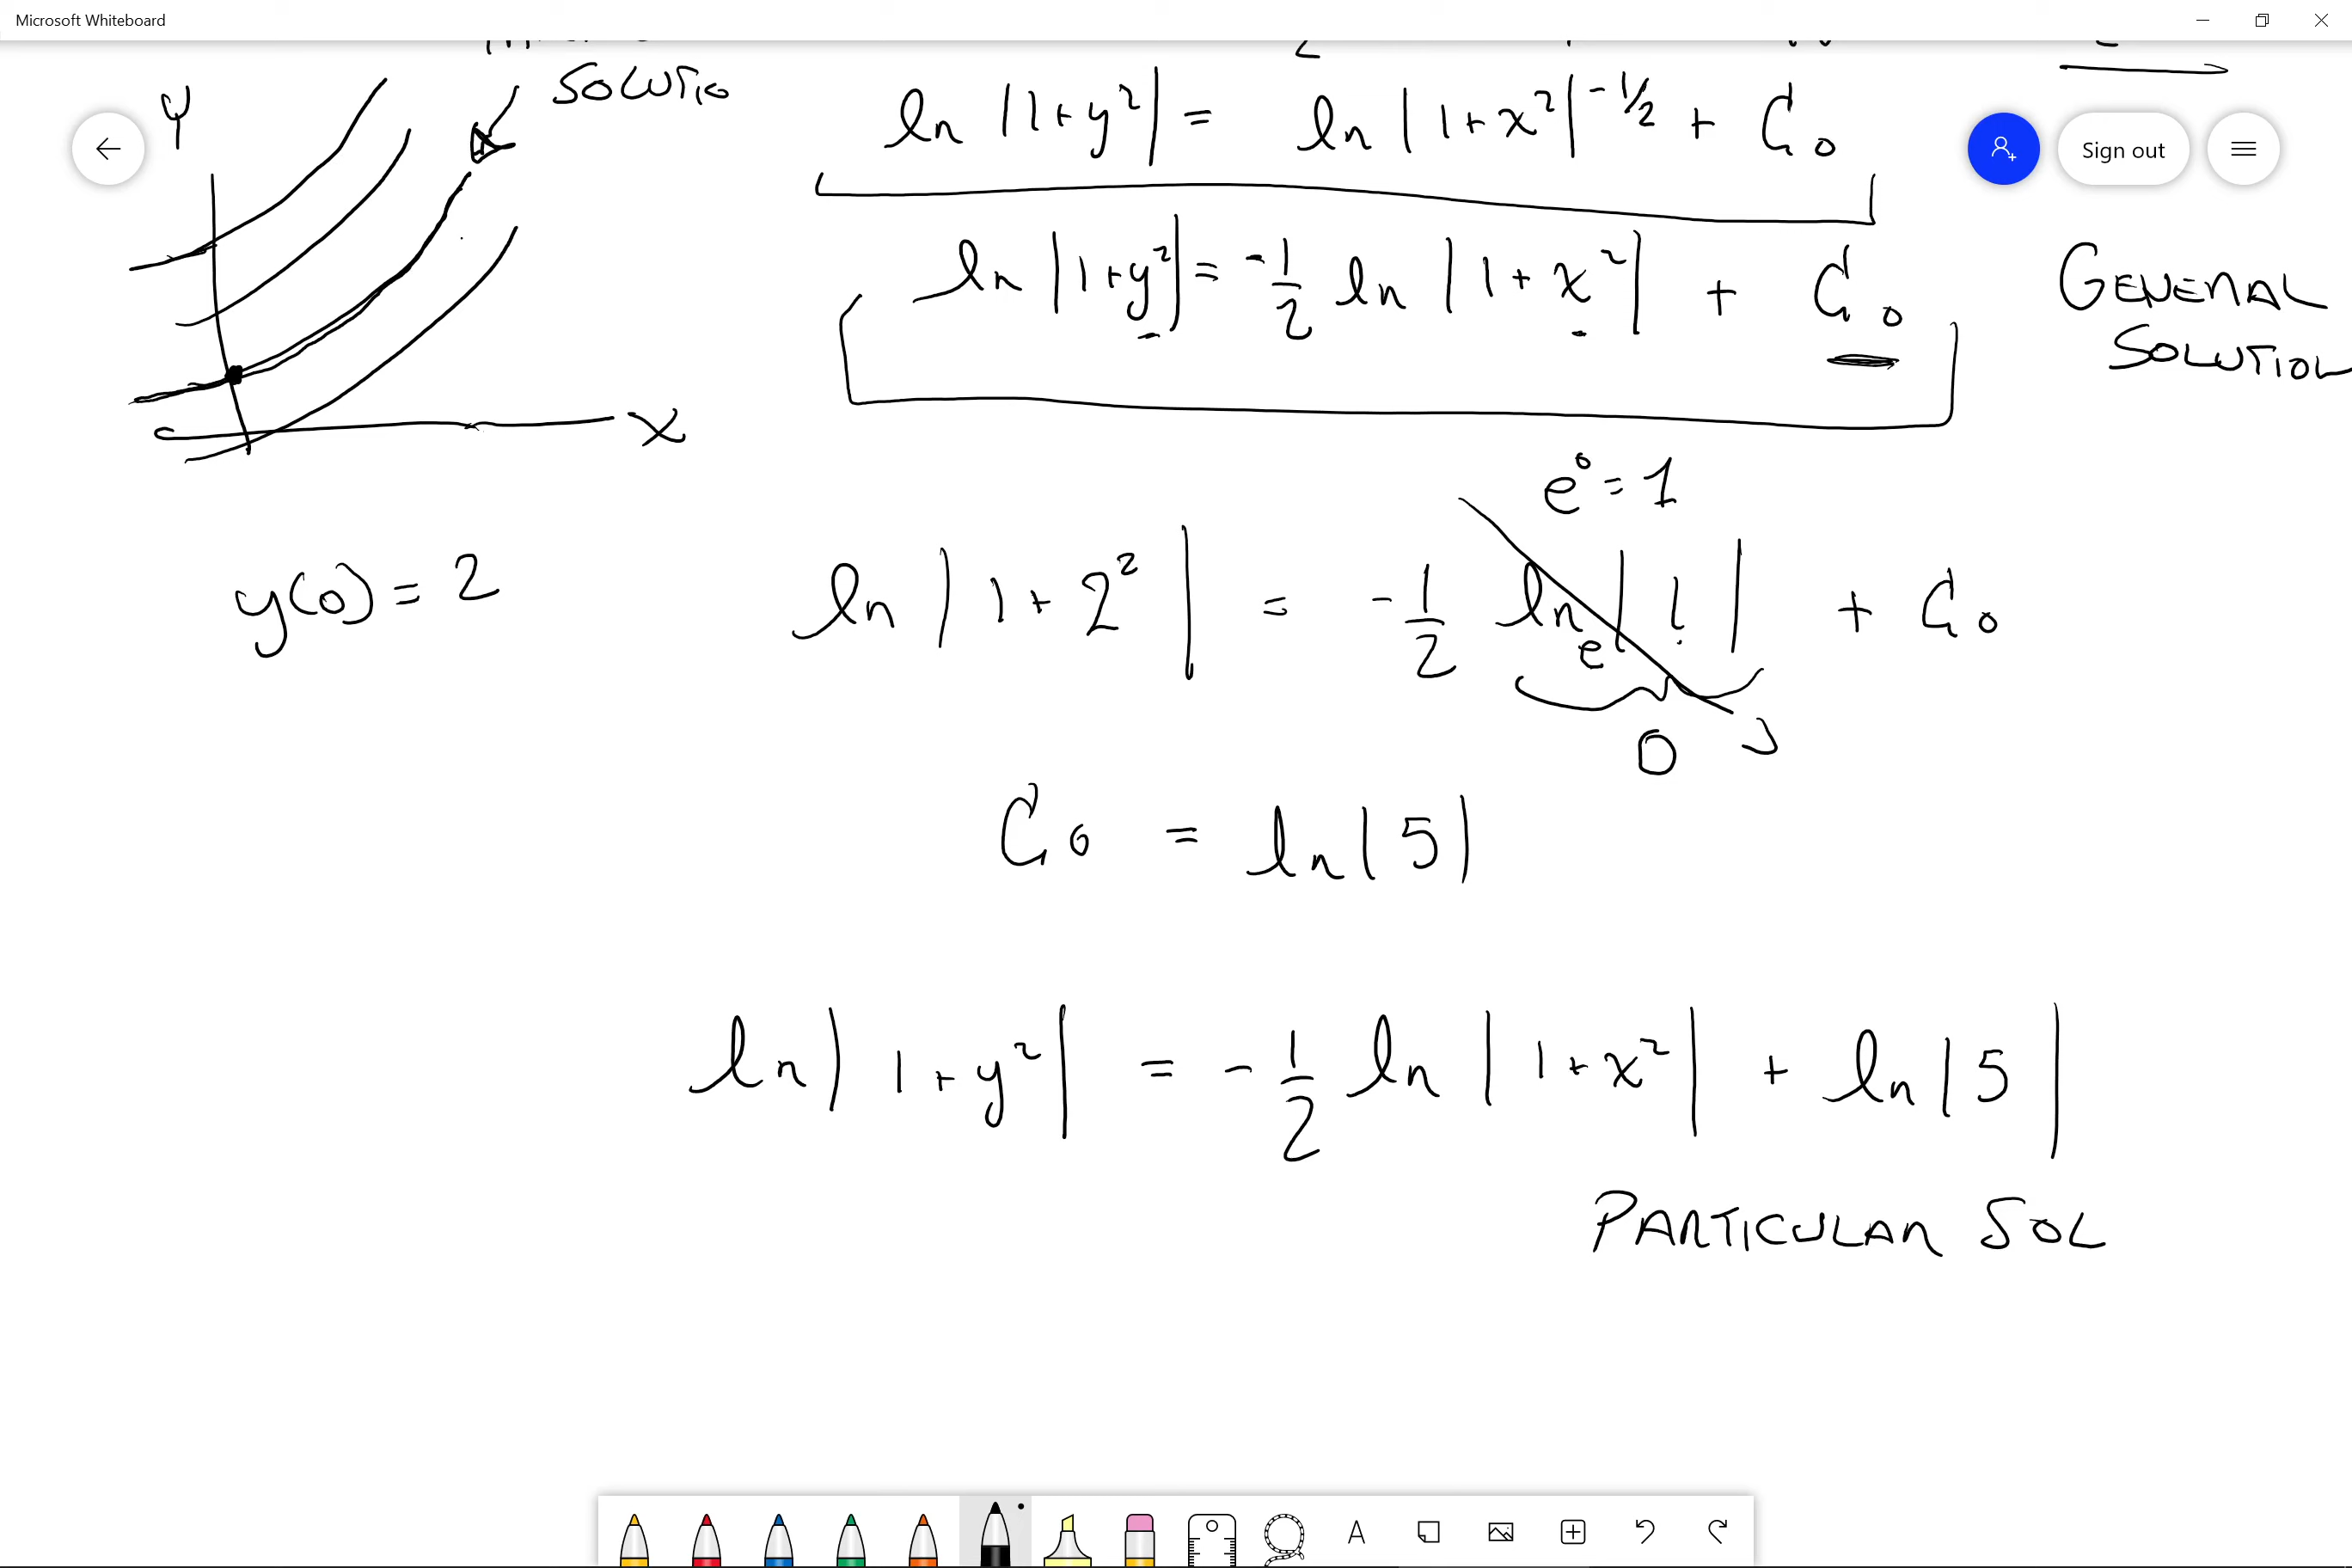 Microsoft Whiteboard
SOLUTIO
y
ln |1+y²| = ln |1+x²|^-1/2 + C₀
Sign out
ln |1+y²| = -1/2 ln |1+x²| + C₀
GENERAL
SOLUTION
x
e⁰ = 1
y(0) = 2
ln |1+2²| = -1/2 ln e |1| + C₀
0
C₀ = ln |5|
ln |1+y²| = -1/2 ln |1+x²| + ln |5|
PARTICULAR SOL
A